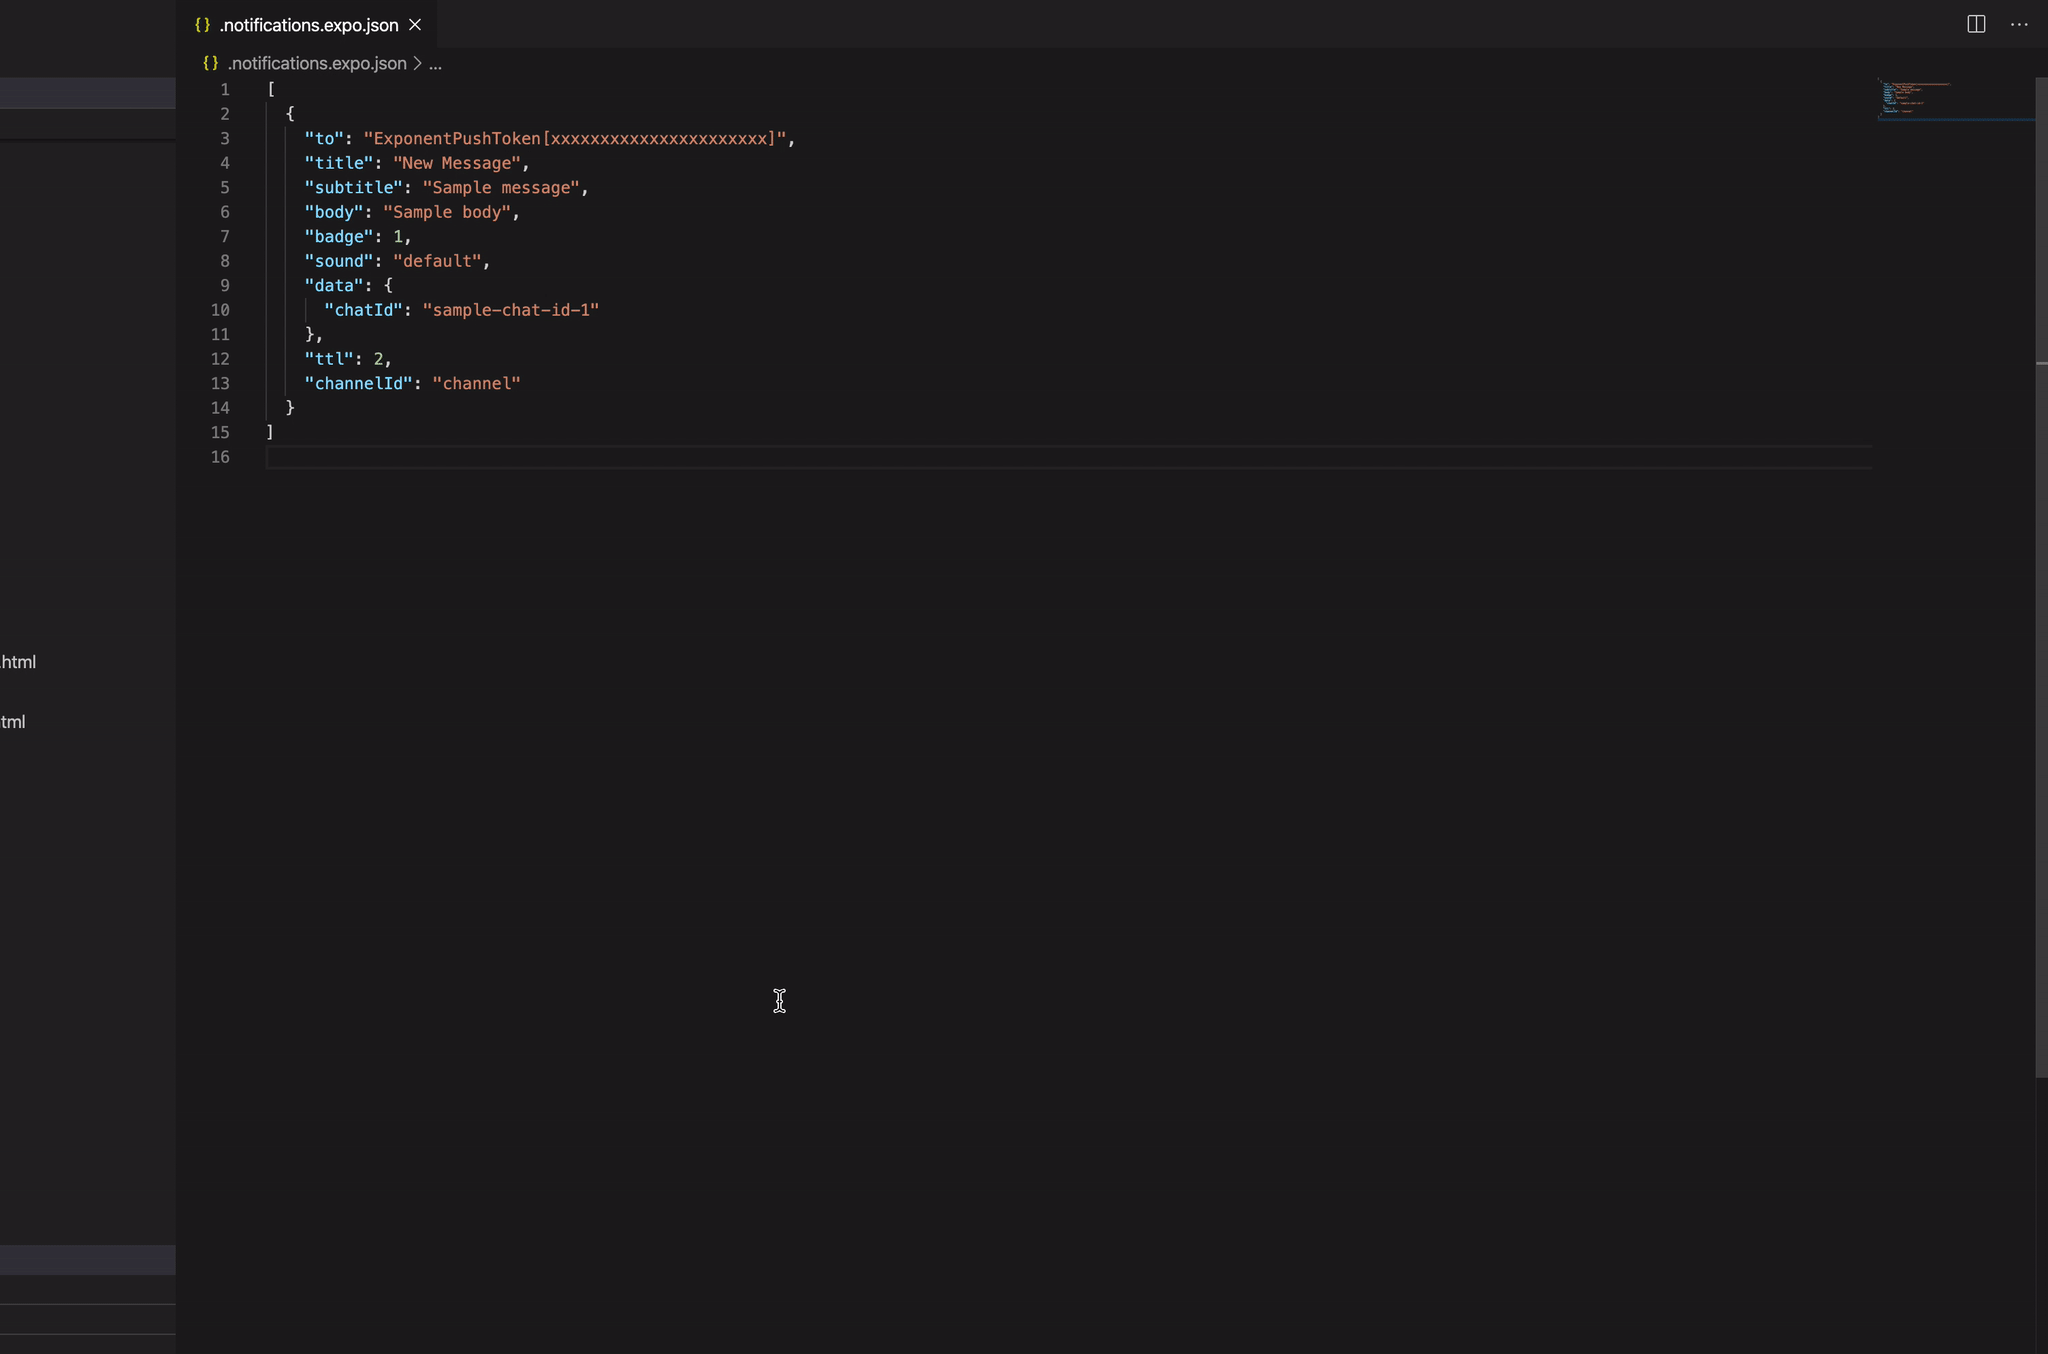 {} .notifications.expo.json ×
{} .notifications.expo.json > ...
1 [
2 {
3 "to": "ExponentPushToken[xxxxxxxxxxxxxxxxxxxxxx]",
4 "title": "New Message",
5 "subtitle": "Sample message",
6 "body": "Sample body",
7 "badge": 1,
8 "sound": "default",
9 "data": {
10 "chatId": "sample-chat-id-1"
11 },
12 "ttl": 2,
13 "channelId": "channel"
14 }
15 ]
16
.html
tml